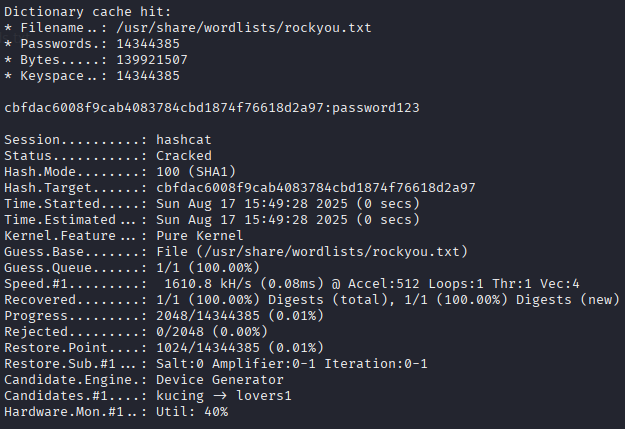 Dictionary cache hit:
* Filename..: /usr/share/wordlists/rockyou.txt
* Passwords.: 14344385
* Bytes.....: 139921507
* Keyspace..: 14344385
cbfdac6008f9cab4083784cbd1874f76618d2a97:password123
Session..........: hashcat
Status...........: Cracked
Hash.Mode........: 100 (SHA1)
Hash.Target......: cbfdac6008f9cab4083784cbd1874f76618d2a97
Time.Started.....: Sun Aug 17 15:49:28 2025 (0 secs)
Time.Estimated...: Sun Aug 17 15:49:28 2025 (0 secs)
Kernel.Feature...: Pure Kernel
Guess.Base.......: File (/usr/share/wordlists/rockyou.txt)
Guess.Queue......: 1/1 (100.00%)
Speed.#1.........:  1610.8 kH/s (0.08ms) @ Accel:512 Loops:1 Thr:1 Vec:4
Recovered........: 1/1 (100.00%) Digests (total), 1/1 (100.00%) Digests (new)
Progress.........: 2048/14344385 (0.01%)
Rejected.........: 0/2048 (0.00%)
Restore.Point....: 1024/14344385 (0.01%)
Restore.Sub.#1...: Salt:0 Amplifier:0-1 Iteration:0-1
Candidate.Engine.: Device Generator
Candidates.#1....: kucing -> lovers1
Hardware.Mon.#1..: Util: 40%